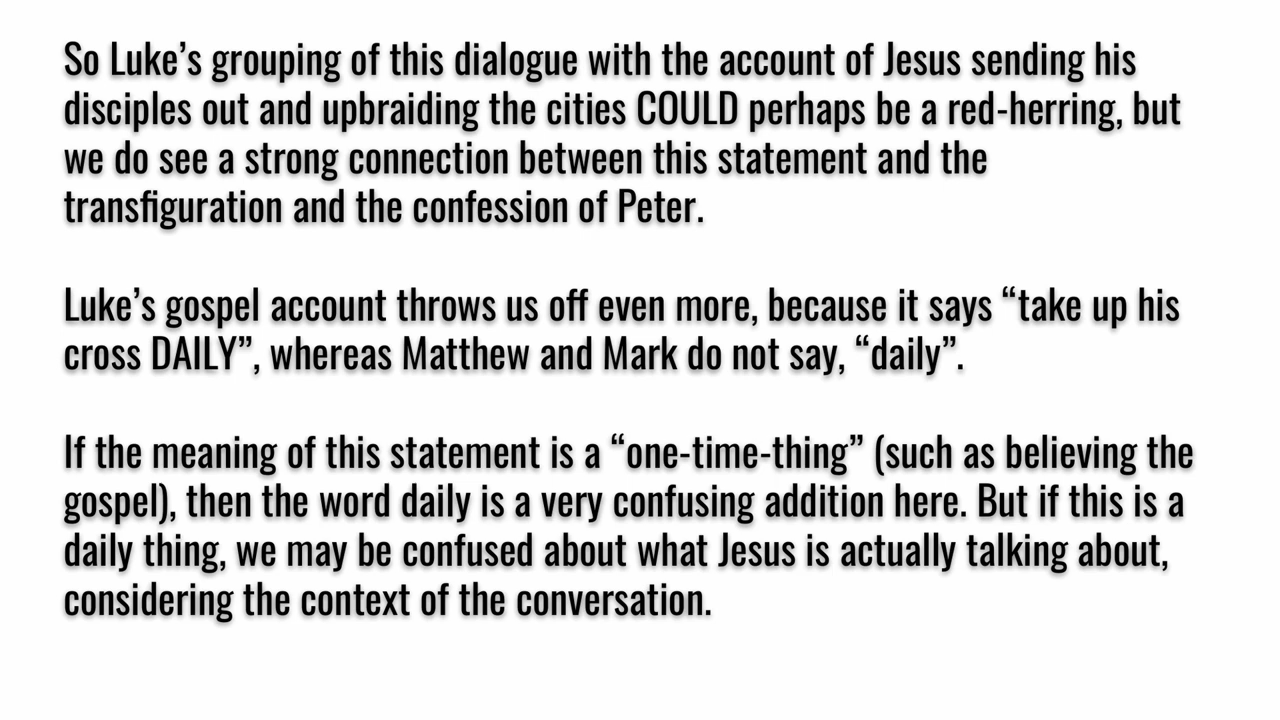 So Luke’s grouping of this dialogue with the account of Jesus sending his
disciples out and upbraiding the cities COULD perhaps be a red-herring, but
we do see a strong connection between this statement and the
transfiguration and the confession of Peter.
Luke’s gospel account throws us off even more, because it says “take up his
cross DAILY”, whereas Matthew and Mark do not say, “daily”.
If the meaning of this statement is a “one-time-thing” (such as believing the
gospel), then the word daily is a very confusing addition here. But if this is a
daily thing, we may be confused about what Jesus is actually talking about,
considering the context of the conversation.